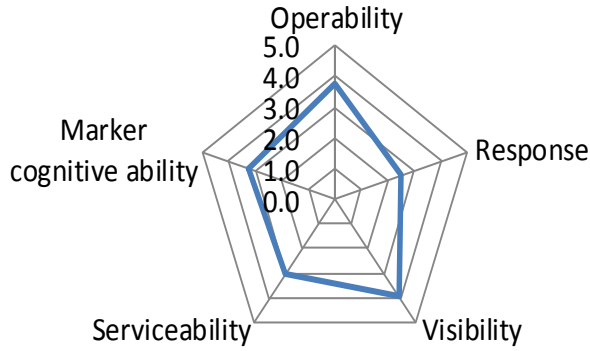 Operability
5.0
4.0
3.0
2.0
1.0
0.0
Response
Visibility
Serviceability
Marker
cognitive ability